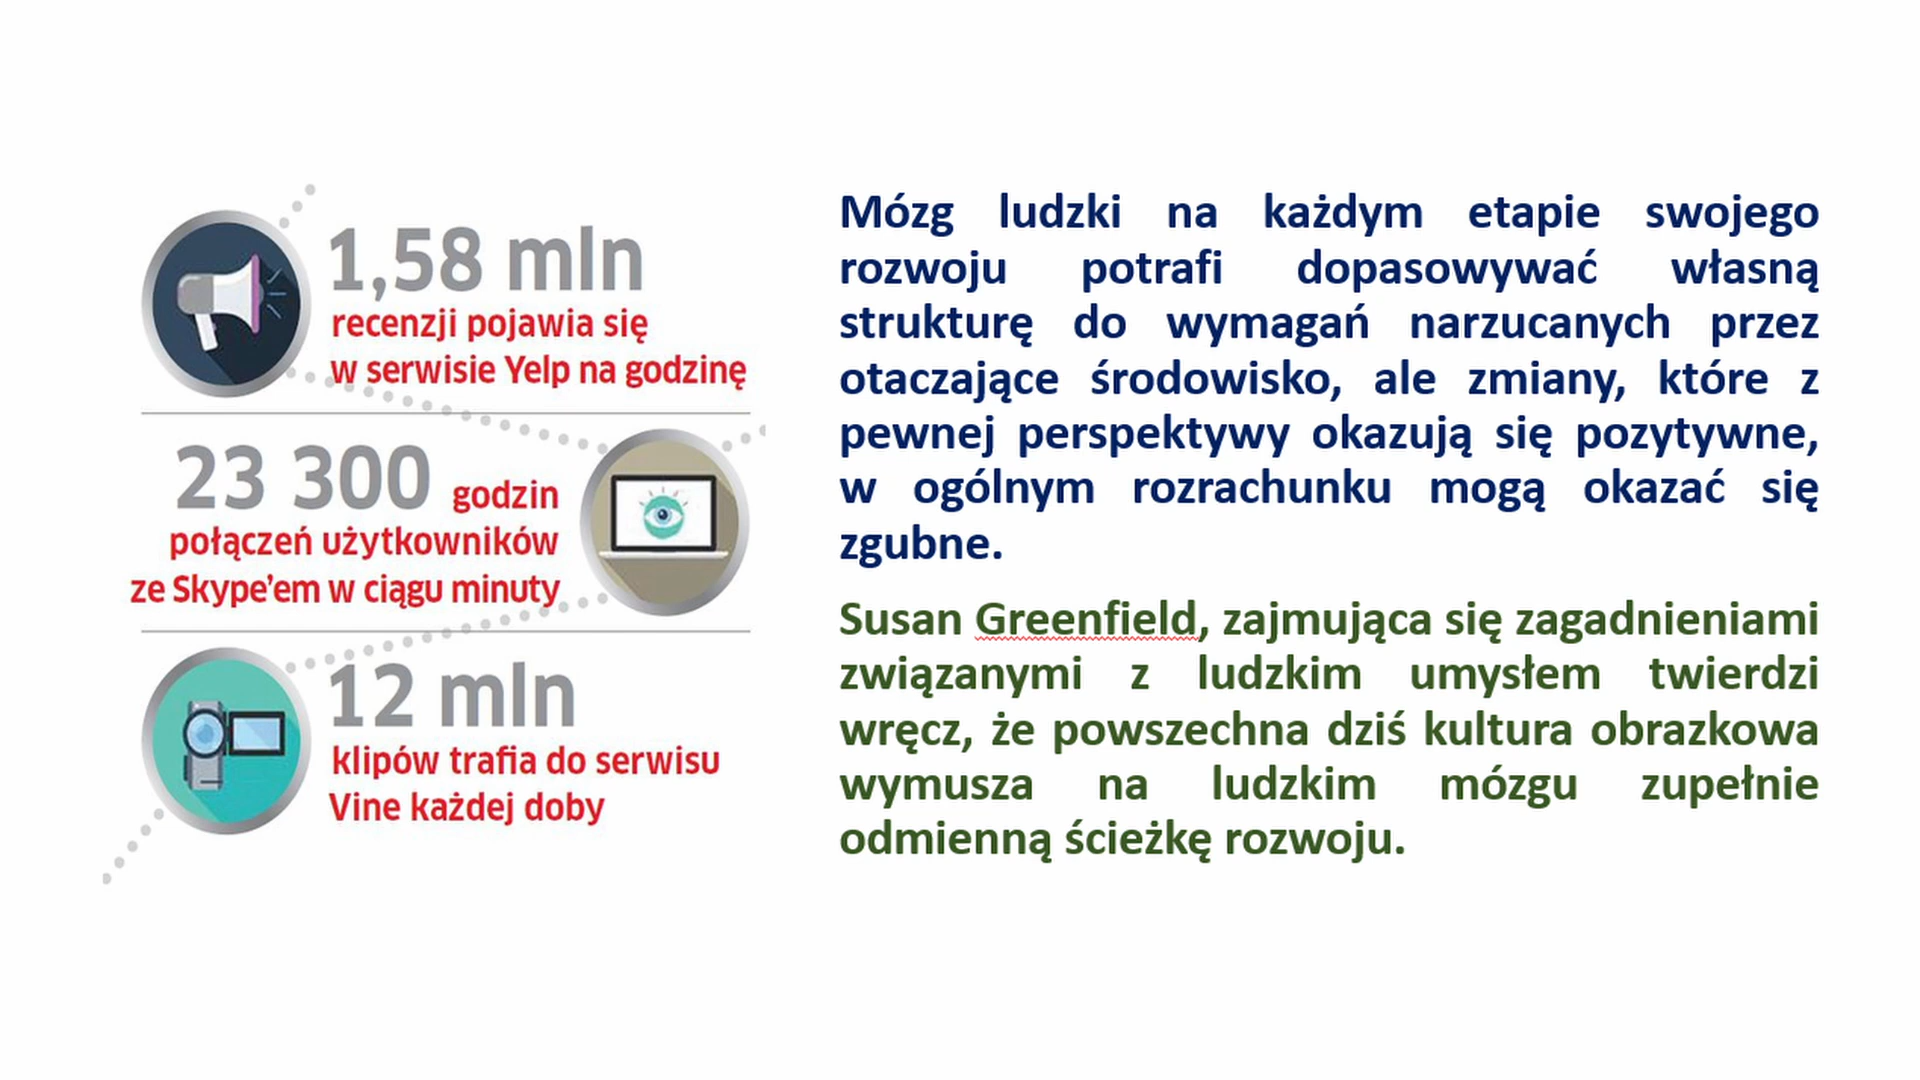 1,58 mln
recenzji pojawia się
w serwisie Yelp na godzinę
23 300 godzin
połączeń użytkowników
ze Skype’em w ciągu minuty
12 mln
klipów trafia do serwisu
Vine każdej doby
Mózg ludzki na każdym etapie swojego
rozwoju potrafi dopasowywać własną
strukturę do wymagań narzucanych przez
otaczające środowisko, ale zmiany, które z
pewnej perspektywy okazują się pozytywne,
w ogólnym rozrachunku mogą okazać się
zgubne.
Susan Greenfield, zajmująca się zagadnieniami
związanymi z ludzkim umysłem twierdzi
wręcz, że powszechna dziś kultura obrazkowa
wymusza na ludzkim mózgu zupełnie
odmienną ścieżkę rozwoju.